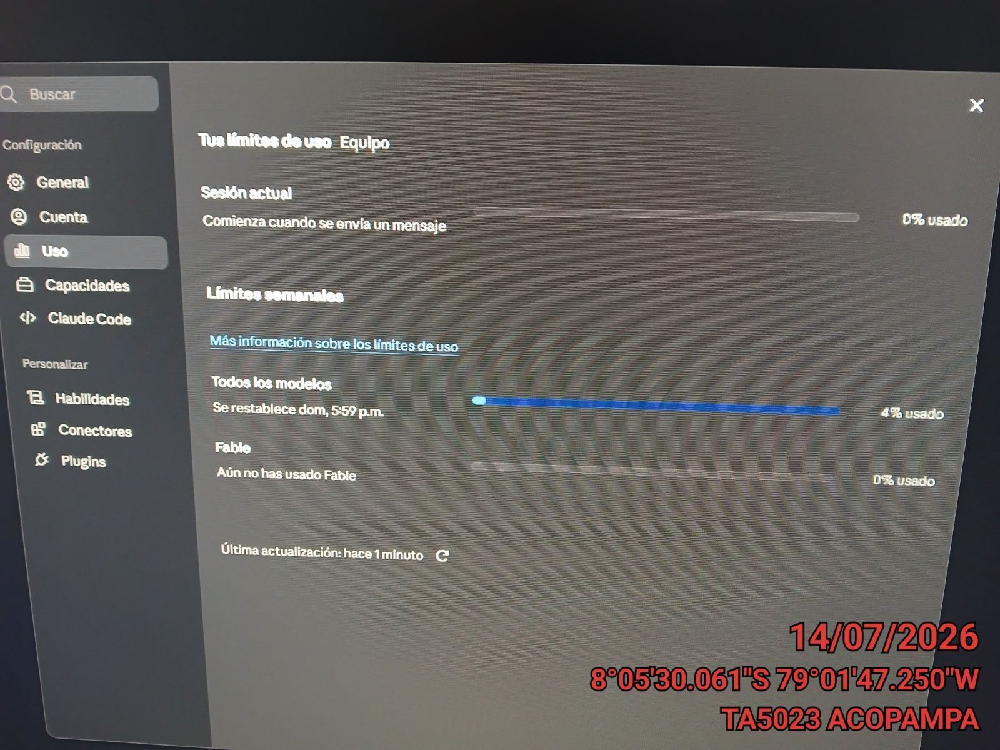 Buscar
Configuración
General
Cuenta
Uso
Capacidades
Claude Code
Personalizar
Habilidades
Conectores
Plugins
Tus límites de uso Equipo
Sesión actual
Comienza cuando se envía un mensaje
0% usado
Límites semanales
Más información sobre los límites de uso
Todos los modelos
Se restablece dom, 5:59 p.m.
4% usado
Fable
Aún no has usado Fable
0% usado
Última actualización: hace 1 minuto
14/07/2026
8°05'30.061"S 79°01'47.250"W
TA5023 ACOPAMPA